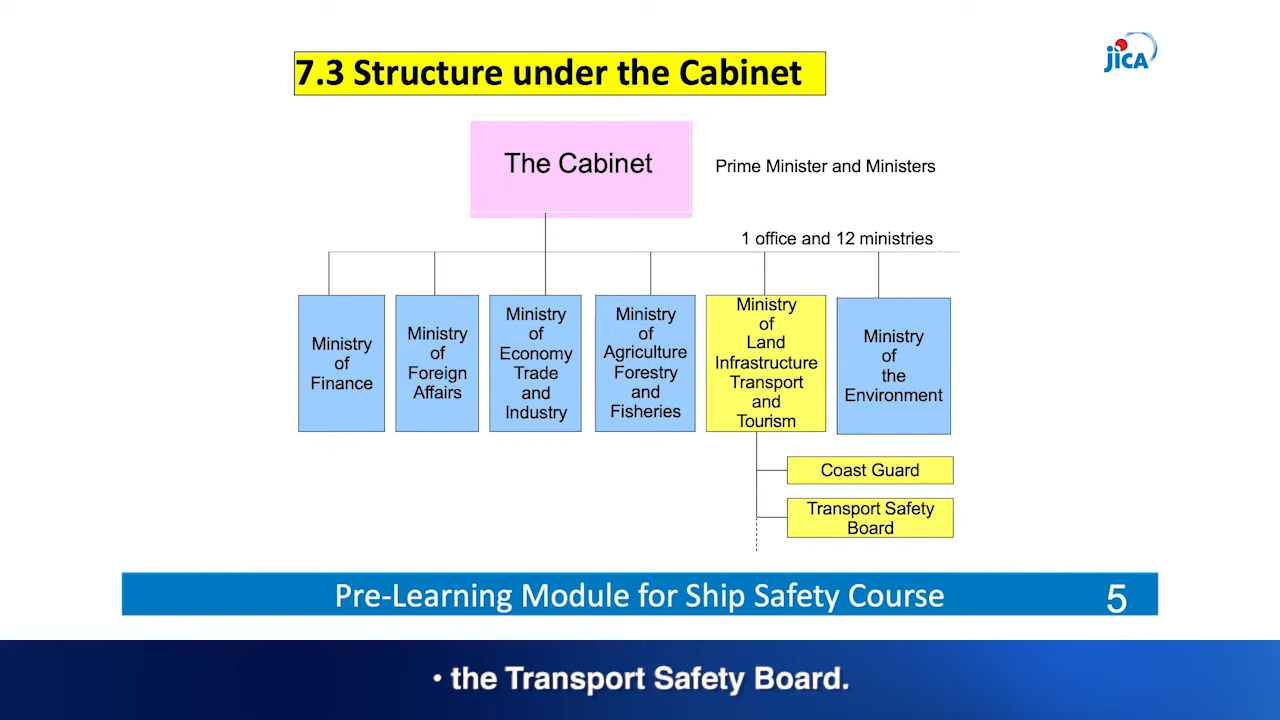 7.3 Structure under the Cabinet
JICA
The Cabinet
Prime Minister and Ministers
1 office and 12 ministries
Ministry
of
Finance
Ministry
of
Foreign
Affairs
Ministry
of
Economy
Trade
and
Industry
Ministry
of
Agriculture
Forestry
and
Fisheries
Ministry
of
Land
Infrastructure
Transport
and
Tourism
Ministry
of
the
Environment
Coast Guard
Transport Safety
Board
Pre-Learning Module for Ship Safety Course
5
· the Transport Safety Board.